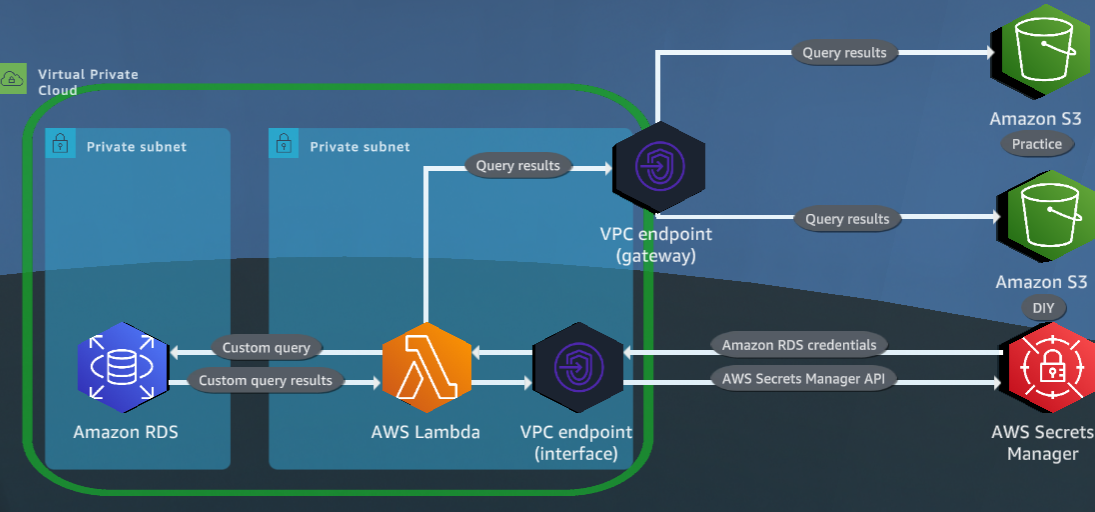 Query results
Amazon S3
Practice
Virtual Private
Cloud
Private subnet
Private subnet
Query results
Query results
VPC endpoint
(gateway)
Amazon S3
DIY
Custom query
Amazon RDS credentials
Custom query results
AWS Secrets Manager API
Amazon RDS
AWS Lambda
VPC endpoint
(interface)
AWS Secrets
Manager